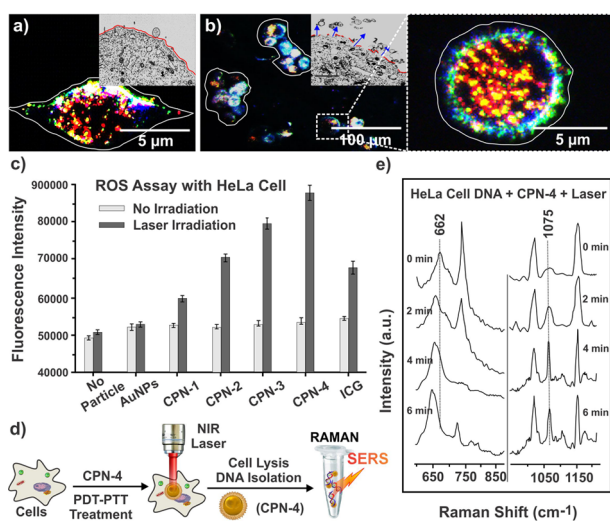 a)
5 µm
b)
100 µm
5 µm
c)
ROS Assay with HeLa Cell
No Irradiation
Laser Irradiation
Fluorescence Intensity
900000
80000
70000
60000
50000
40000
No Particle
AuNPs
CPN-1
CPN-2
CPN-3
CPN-4
ICG
d)
Cells
CPN-4
PDT-PTT
Treatment
NIR
Laser
Cell Lysis
DNA Isolation
(CPN-4)
RAMAN
SERS
e)
HeLa Cell DNA + CPN-4 + Laser
662
1075
0 min
0 min
2 min
2 min
4 min
4 min
6 min
6 min
Intensity (a.u.)
650 750 850
1050 1150
Raman Shift (cm-1)